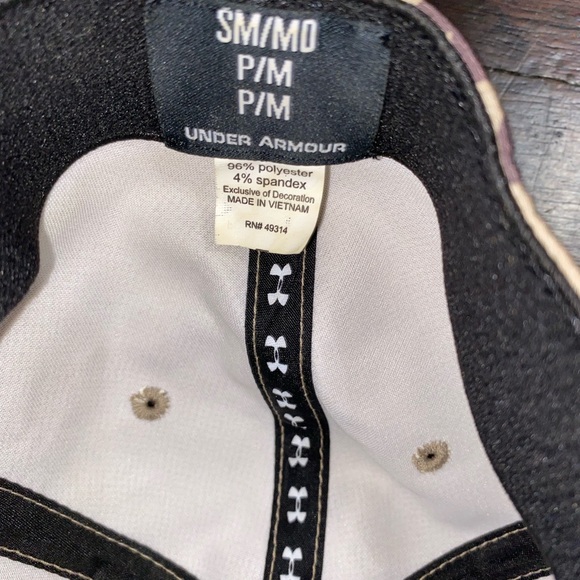 SM/MD
P/M
P/M
UNDER ARMOUR
96% polyester
4% spandex
Exclusive of Decoration
MADE IN VIETNAM
RN# 49314